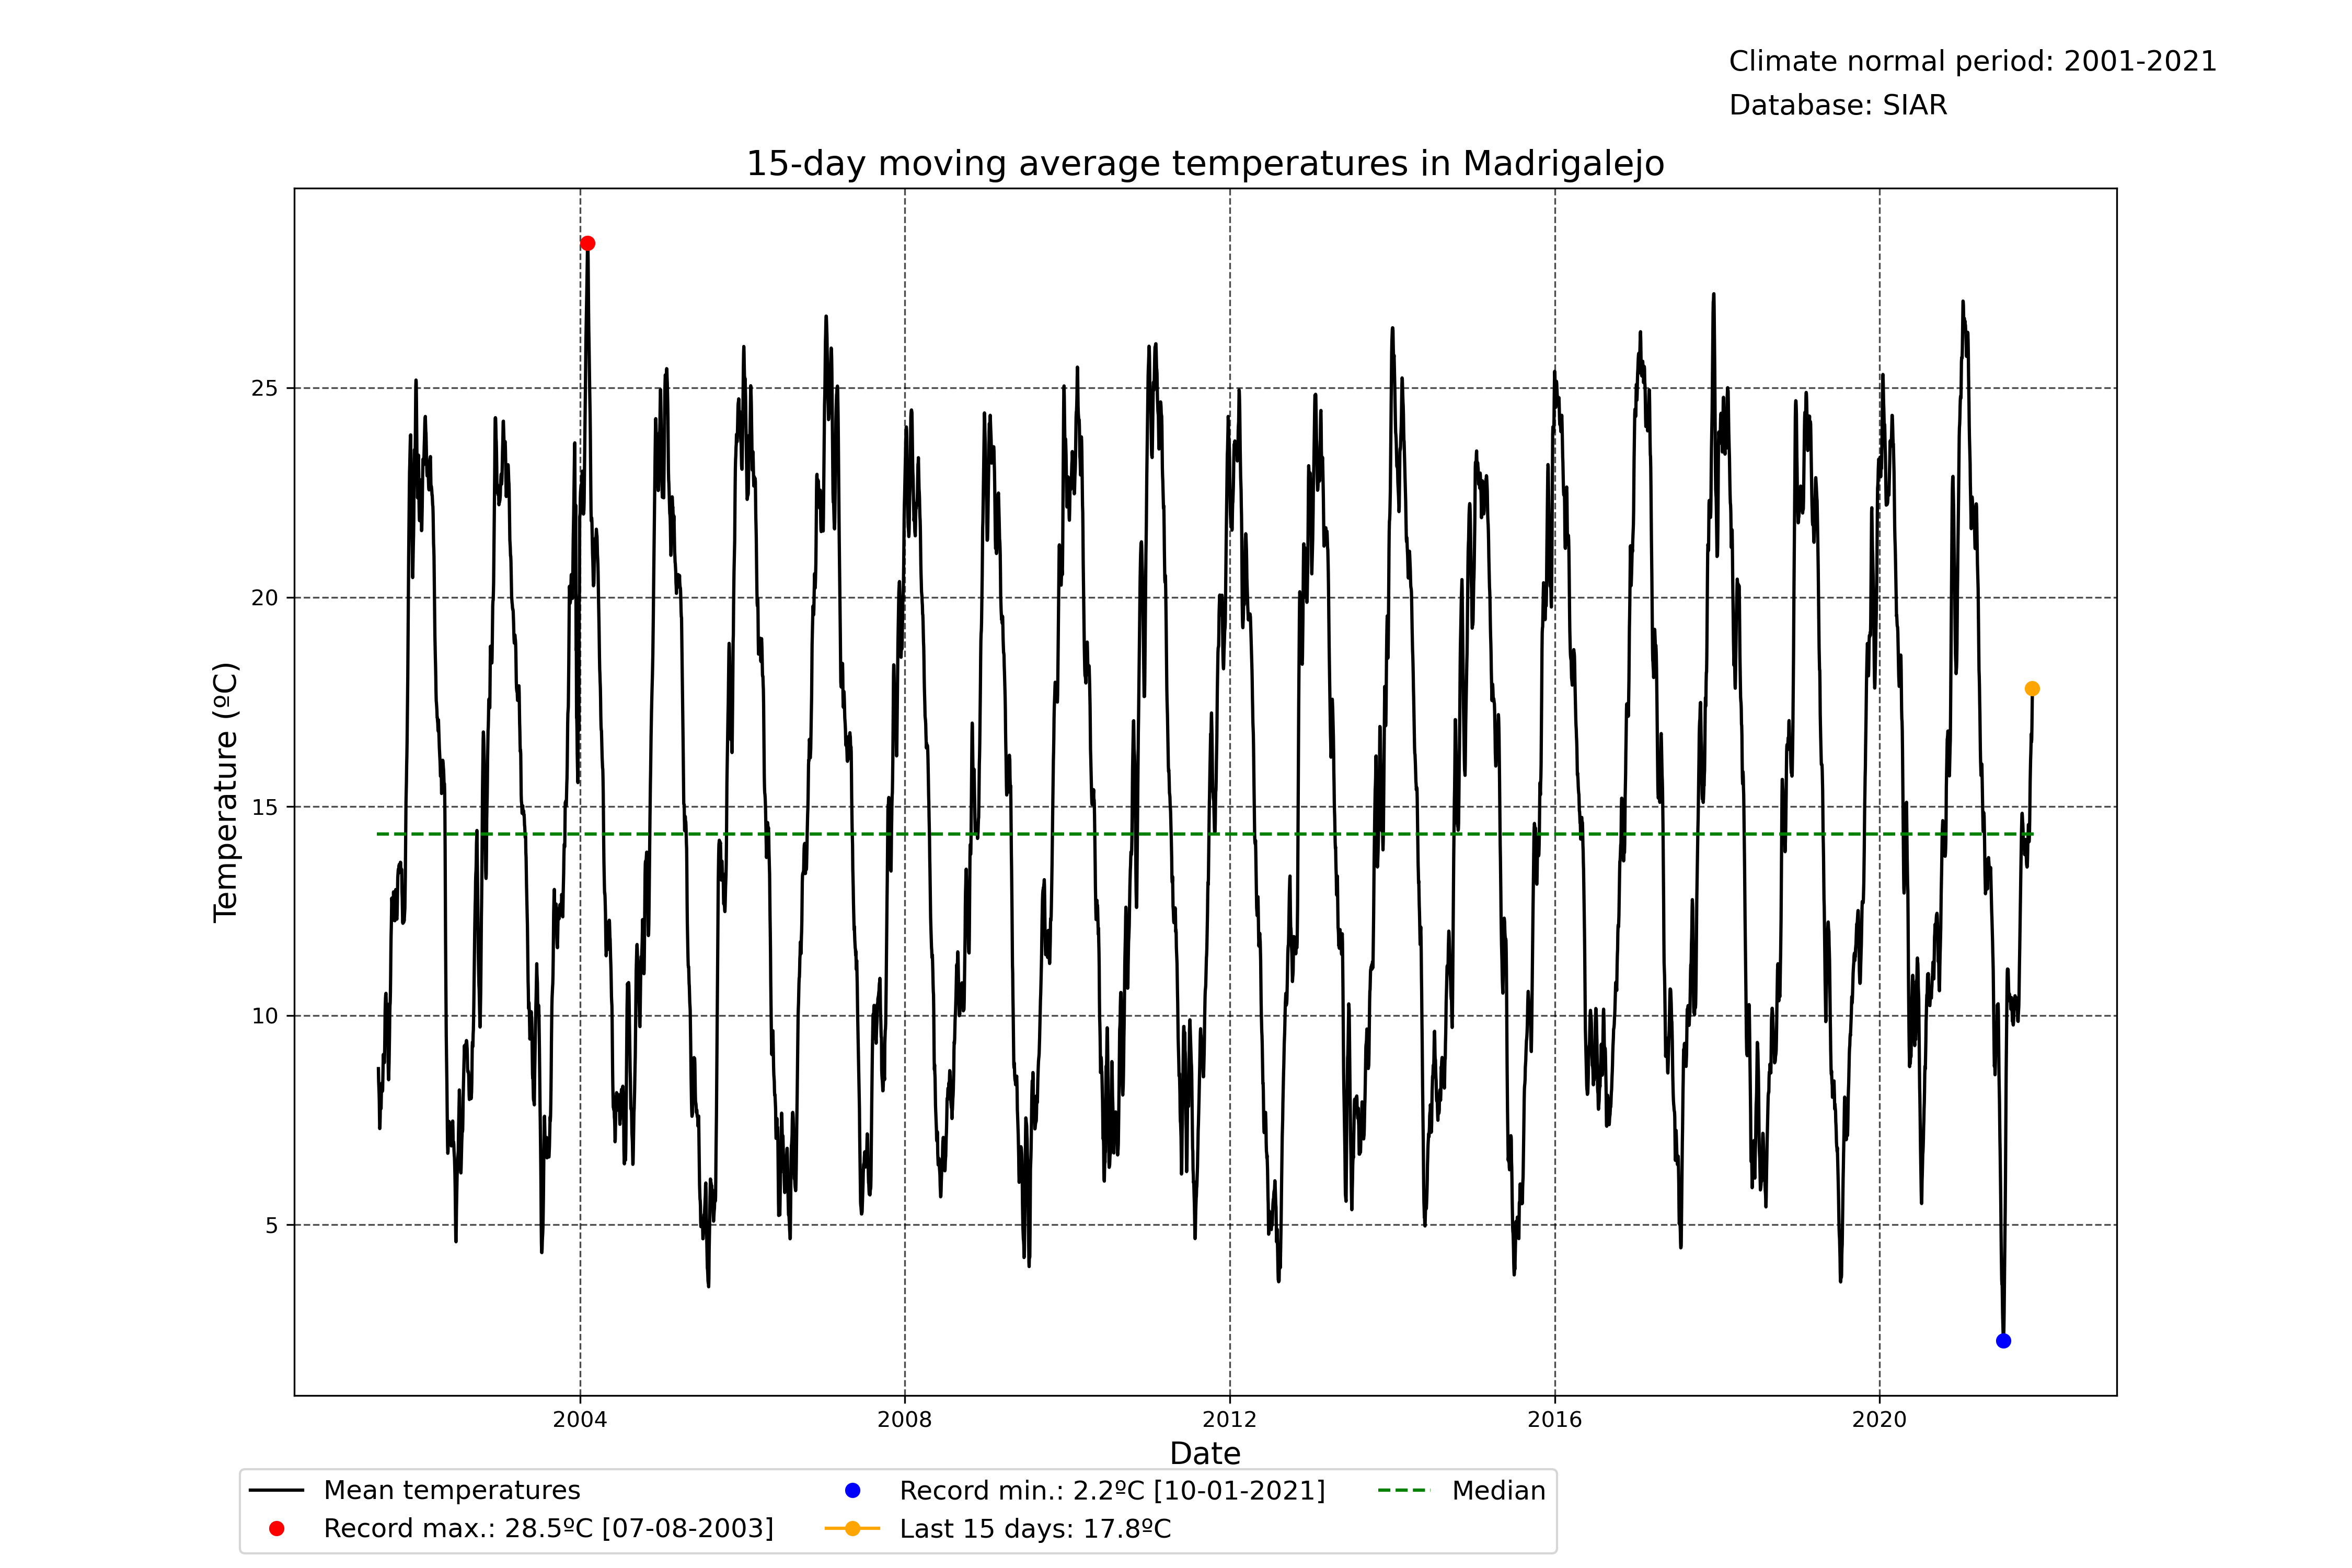 Climate normal period: 2001-2021
Database: SIAR
15-day moving average temperatures in Madrigalejo
Temperature (ºC)
25
20
15
10
5
2004
2008
2012
2016
2020
Date
Mean temperatures
Record max.: 28.5ºC [07-08-2003]
Record min.: 2.2ºC [10-01-2021]
Last 15 days: 17.8ºC
Median